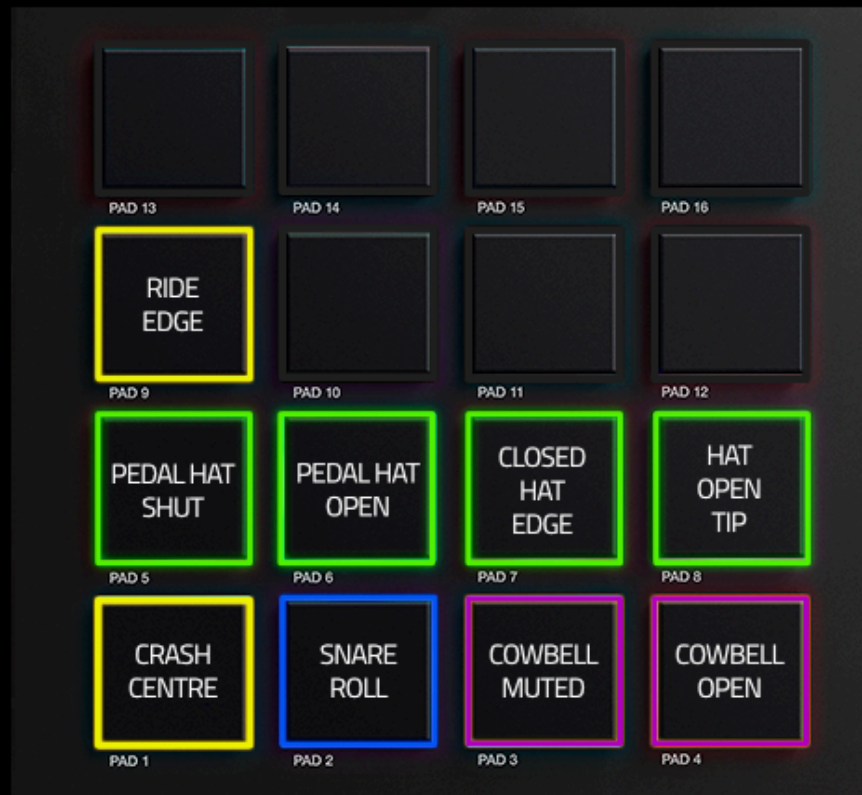 PAD 13
PAD 14
PAD 15
PAD 16
RIDE
EDGE
PAD 9
PAD 10
PAD 11
PAD 12
PEDAL HAT
SHUT
PEDAL HAT
OPEN
CLOSED
HAT
EDGE
HAT
OPEN
TIP
PAD 5
PAD 6
PAD 7
PAD 8
CRASH
CENTRE
SNARE
ROLL
COWBELL
MUTED
COWBELL
OPEN
PAD 1
PAD 2
PAD 3
PAD 4